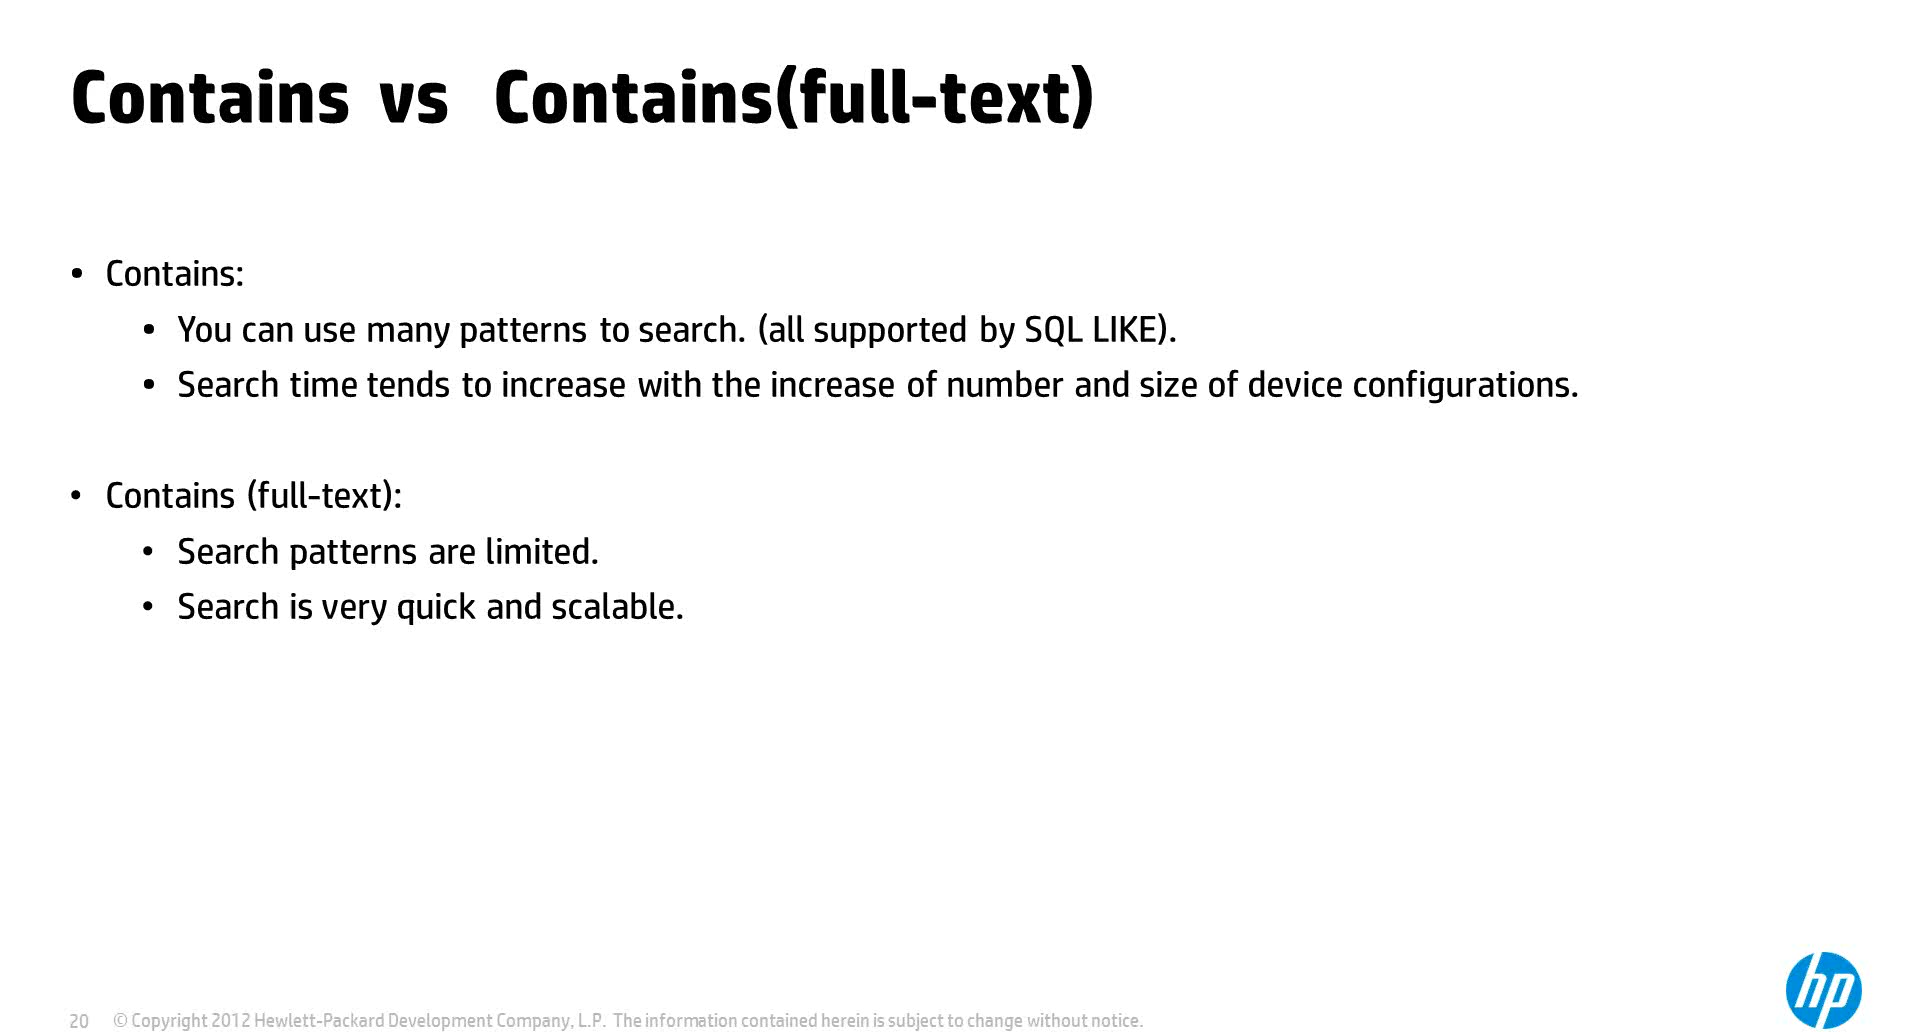 Contains vs Contains(full-text)
• Contains:
• You can use many patterns to search. (all supported by SQL LIKE).
• Search time tends to increase with the increase of number and size of device configurations.
• Contains (full-text):
• Search patterns are limited.
• Search is very quick and scalable.
hp
20 © Copyright 2012 Hewlett-Packard Development Company, L.P. The information contained herein is subject to change without notice.